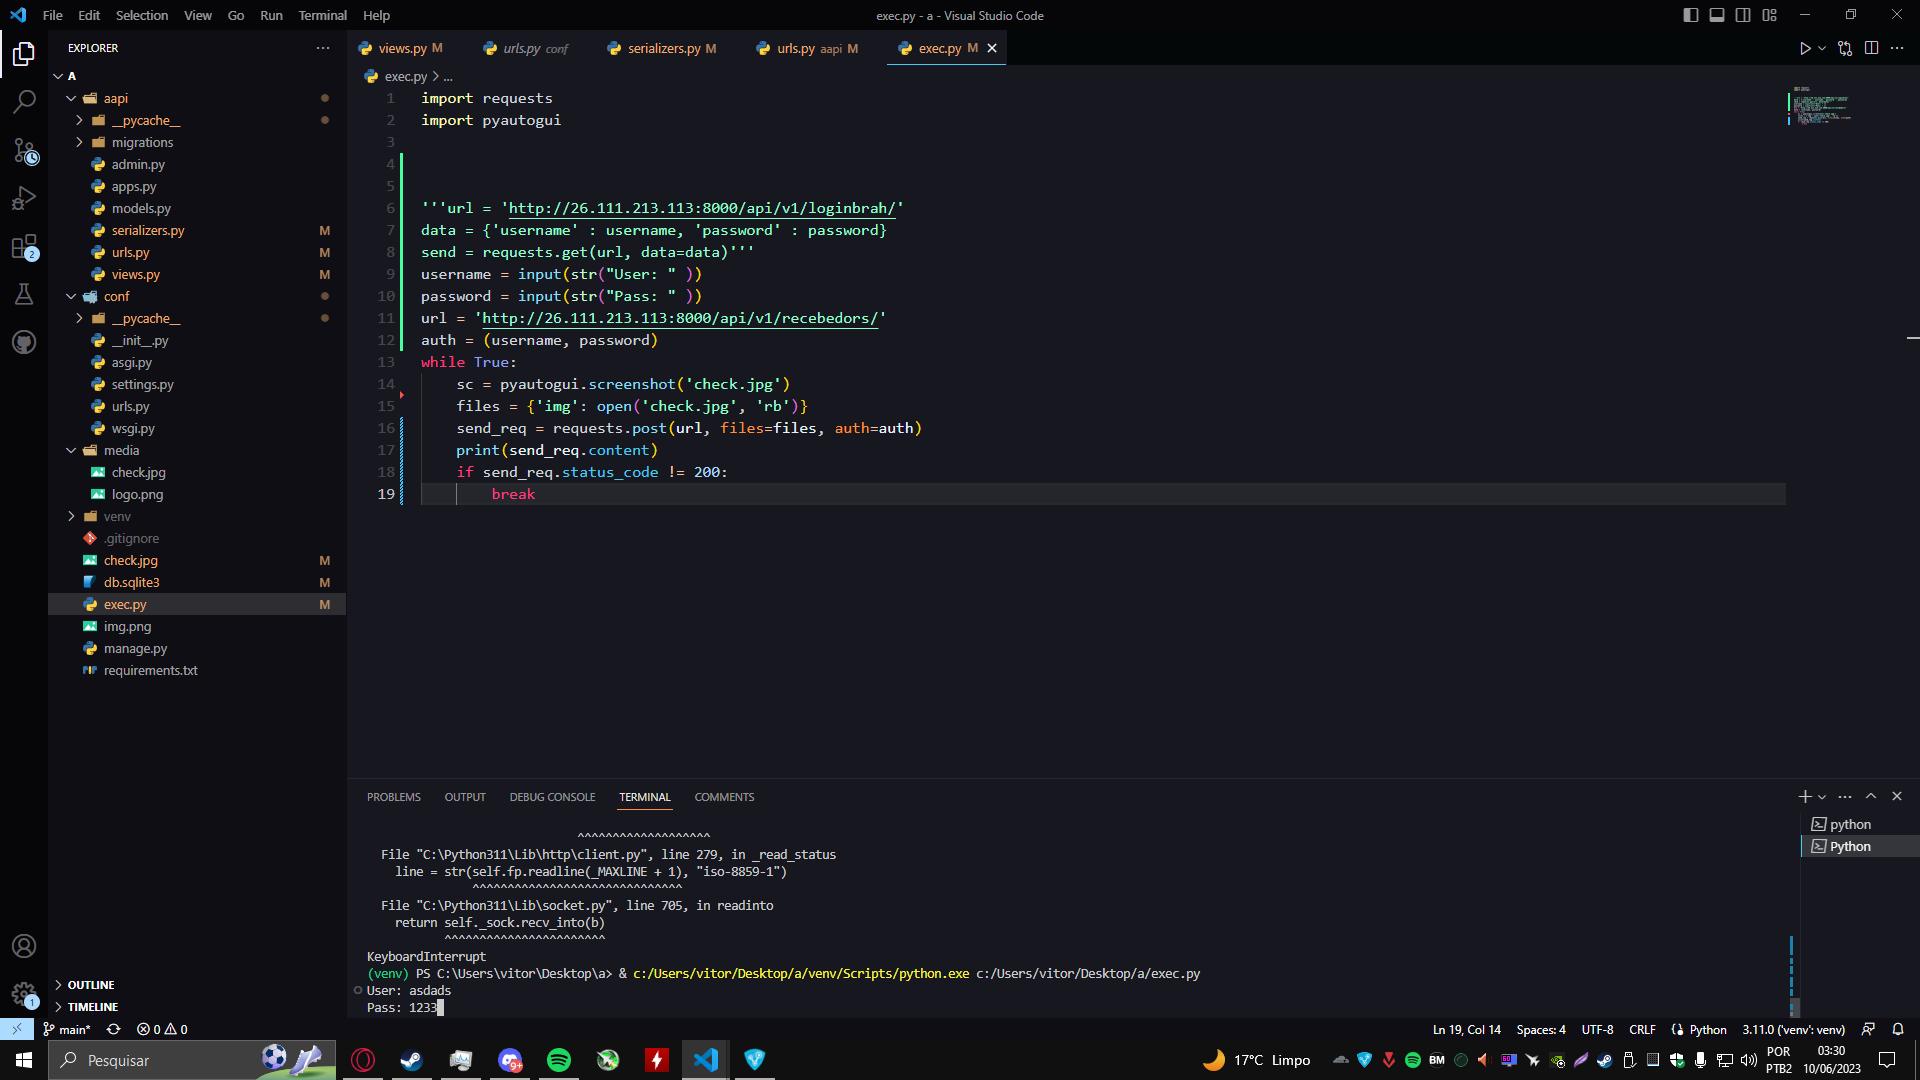 File Edit Selection View Go Run Terminal Help
exec.py - a - Visual Studio Code
EXPLORER
views.py M
urls.py conf
serializers.py M
urls.py aapi M
exec.py M
A
aapi
__pycache__
migrations
admin.py
apps.py
models.py
serializers.py M
urls.py M
views.py M
conf
__pycache__
__init__.py
asgi.py
settings.py
urls.py
wsgi.py
media
check.jpg
logo.png
venv
.gitignore
check.jpg M
db.sqlite3 M
exec.py M
img.png
manage.py
requirements.txt
OUTLINE
TIMELINE
2
1
exec.py > ...
1 import requests
2 import pyautogui
3
4
5
6 '''url = 'http://26.111.213.113:8000/api/v1/loginbrah/'
7 data = {'username' : username, 'password' : password}
8 send = requests.get(url, data=data)'''
9 username = input(str("User: " ))
10 password = input(str("Pass: " ))
11 url = 'http://26.111.213.113:8000/api/v1/recebedors/'
12 auth = (username, password)
13 while True:
14 sc = pyautogui.screenshot('check.jpg')
15 files = {'img': open('check.jpg', 'rb')}
16 send_req = requests.post(url, files=files, auth=auth)
17 print(send_req.content)
18 if send_req.status_code != 200:
19 break
PROBLEMS OUTPUT DEBUG CONSOLE TERMINAL COMMENTS
^^^^^^^^^^^^^^^^^^^
File "C:\Python311\Lib\http\client.py", line 279, in _read_status
line = str(self.fp.readline(_MAXLINE + 1), "iso-8859-1")
^^^^^^^^^^^^^^^^^^^^^^^^^^^^^^
File "C:\Python311\Lib\socket.py", line 705, in readinto
return self._sock.recv_into(b)
^^^^^^^^^^^^^^^^^^^^^^^
KeyboardInterrupt
(venv) PS C:\Users\vitor\Desktop\a> & c:/Users/vitor/Desktop/a/venv/Scripts/python.exe c:/Users/vitor/Desktop/a/exec.py
User: asdads
Pass: 1233
python
Python
main* 0 0
Ln 19, Col 14 Spaces: 4 UTF-8 CRLF Python 3.11.0 ('venv': venv)
Pesquisar
9+
17°C Limpo
BM
60
POR
PTB2
03:30
10/06/2023